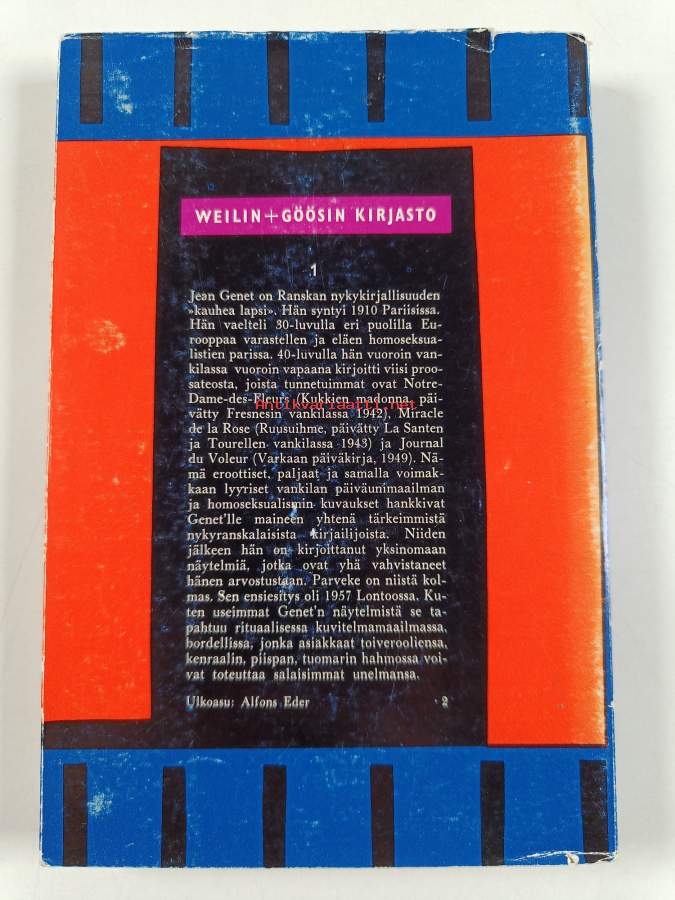 WEILIN+GÖÖSIN KIRJASTO
1
Jean Genet on Ranskan nykykirjallisuuden
»kauhea lapsi». Hän syntyi 1910 Pariisissa.
Hän vaelteli 30-luvulla eri puolilla Eu-
rooppaa varastellen ja eläen homoseksua-
listien parissa. 40-luvulla hän vuoroin van-
kilassa vuoroin vapaana kirjoitti viisi proo-
sateosta, joista tunnetuimmat ovat Notre-
Dame-des-Fleurs (Kukkien madonna, päi-
Antikvariaatti.net
vätty Fresnesin vankilassa 1942), Miracle
de la Rose (Ruusuihme, päivätty La Santen
ja Tourellen vankilassa 1943) ja Journal
du Voleur (Varkaan päiväkirja, 1949). Nä-
mä eroottiset, paljaat ja samalla voimak-
kaan lyyriset vankilan päiväunimaailman
ja homoseksualismin kuvaukset hankkivat
Genet'lle maineen yhtenä tärkeimmistä
nykyranskalaisista kirjailijoista. Niiden
jälkeen hän on kirjoittanut yksinomaan
näytelmiä, jotka ovat yhä vahvistaneet
hänen arvostustaan. Parveke on niistä kol-
mas. Sen ensiesitys oli 1957 Lontoossa. Ku-
ten useimmat Genet'n näytelmistä se ta-
pahtuu rituaalisessa kuvitelmamaailmassa,
bordellissa, jonka asiakkaat toiverooliensa,
kenraalin, piispan, tuomarin hahmossa voi-
vat toteuttaa salaisimmat unelmansa.
Ulkoasu: Alfons Eder 2